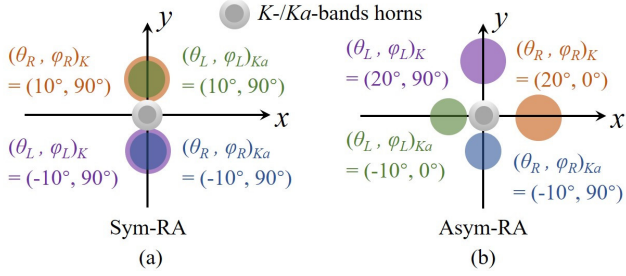 K-/Ka-bands horns
y
(θR , φR)K
= (10°, 90°)
(θL , φL)Ka
= (10°, 90°)
x
(θL , φL)K
= (-10°, 90°)
(θR , φR)Ka
= (-10°, 90°)
Sym-RA
(a)
y
(θL , φL)K
= (20°, 90°)
(θR , φR)K
= (20°, 0°)
x
(θL , φL)Ka
= (-10°, 0°)
(θR , φR)Ka
= (-10°, 90°)
Asym-RA
(b)